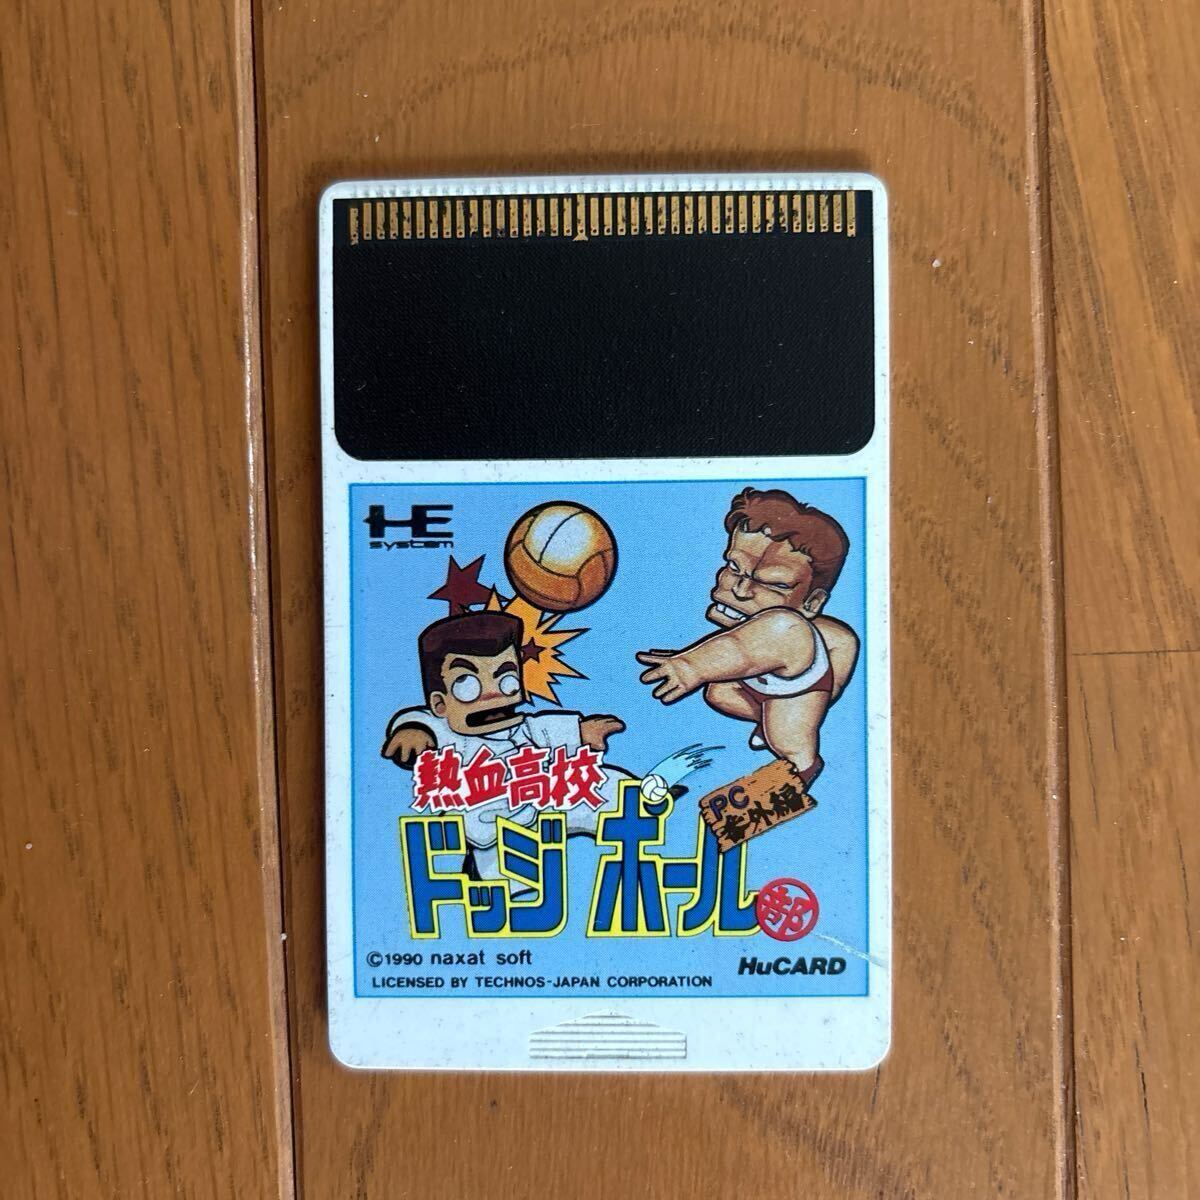 HE
system
熱血高校
ドッジボール部
PC
番外編
©1990 naxat soft
LICENSED BY TECHNOS-JAPAN CORPORATION
HuCARD